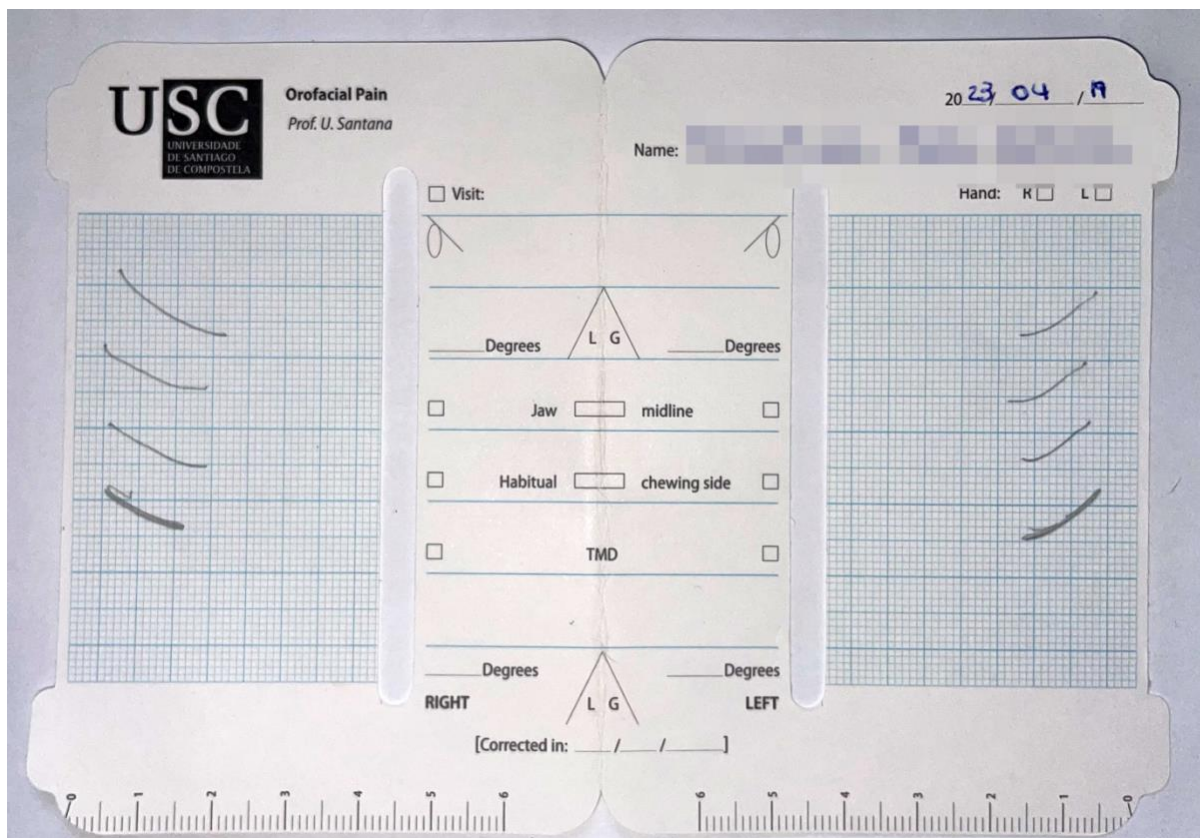 USC
UNIVERSIDADE
DE SANTIAGO
DE COMPOSTELA
Orofacial Pain
Prof. U. Santana
20 23/ 04 /
Name:
Hand: R L
Visit:
L G
Degrees Degrees
Jaw midline
Habitual chewing side
TMD
Degrees Degrees
RIGHT L G LEFT
[Corrected in: / / ]
0 1 2 3 4 5 6
6 5 4 3 2 1 0